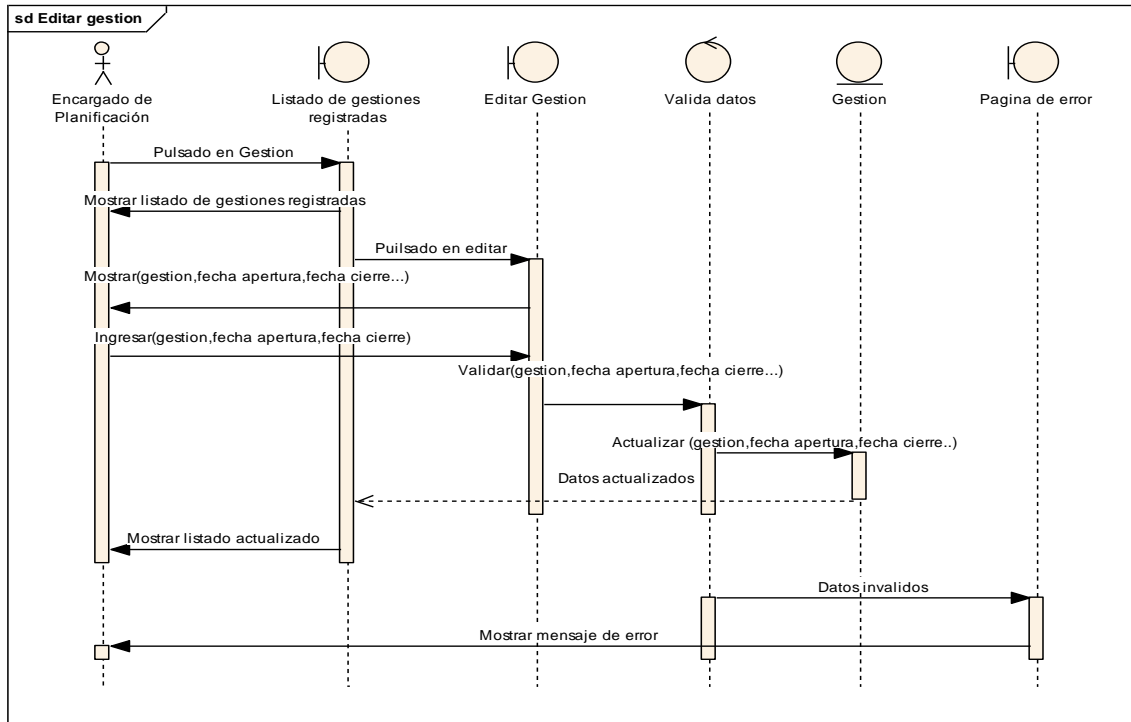 sd Editar gestion
Encargado de
Planificación
Listado de gestiones
registradas
Editar Gestion
Valida datos
Gestion
Pagina de error
Pulsado en Gestion
Mostrar listado de gestiones registradas
Puilsado en editar
Mostrar(gestion,fecha apertura,fecha cierre...)
Ingresar(gestion,fecha apertura,fecha cierre)
Validar(gestion,fecha apertura,fecha cierre...)
Actualizar (gestion,fecha apertura,fecha cierre..)
Datos actualizados
Mostrar listado actualizado
Datos invalidos
Mostrar mensaje de error